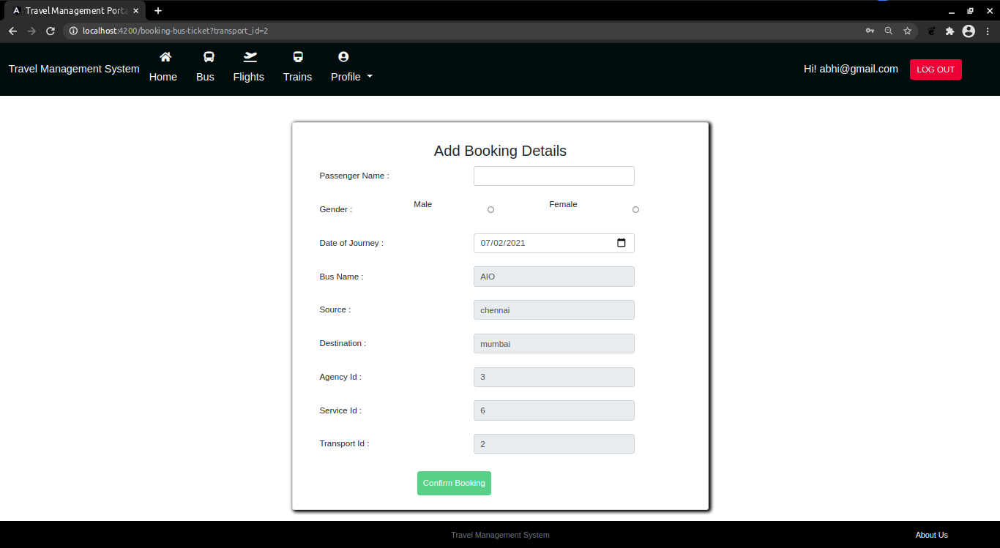 Travel Management Porta
localhost:4200/booking-bus-ticket?transport_id=2
Travel Management System
Home Bus Flights Trains Profile
Hi! abhi@gmail.com LOG OUT
Add Booking Details
Passenger Name :
Gender : Male Female
Date of Journey : 07/02/2021
Bus Name : AIO
Source : chennai
Destination : mumbai
Agency Id : 3
Service Id : 6
Transport Id : 2
Confirm Booking
Travel Management System About Us